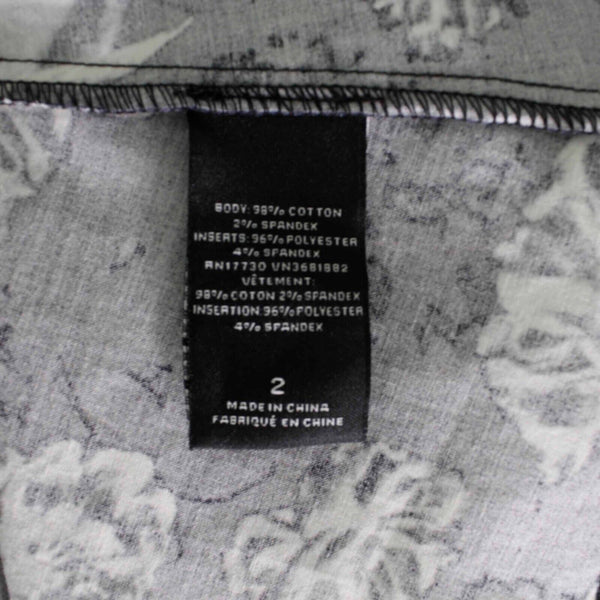 BODY: 98% COTTON
2% SPANDEX
INSERTS: 96% POLYESTER
4% SPANDEX
RN17730 VN3681882
VÊTEMENT:
98% COTON 2% SPANDEX
INSERTION: 96% POLYESTER
4% SPANDEX
2
MADE IN CHINA
FABRIQUÉ EN CHINE